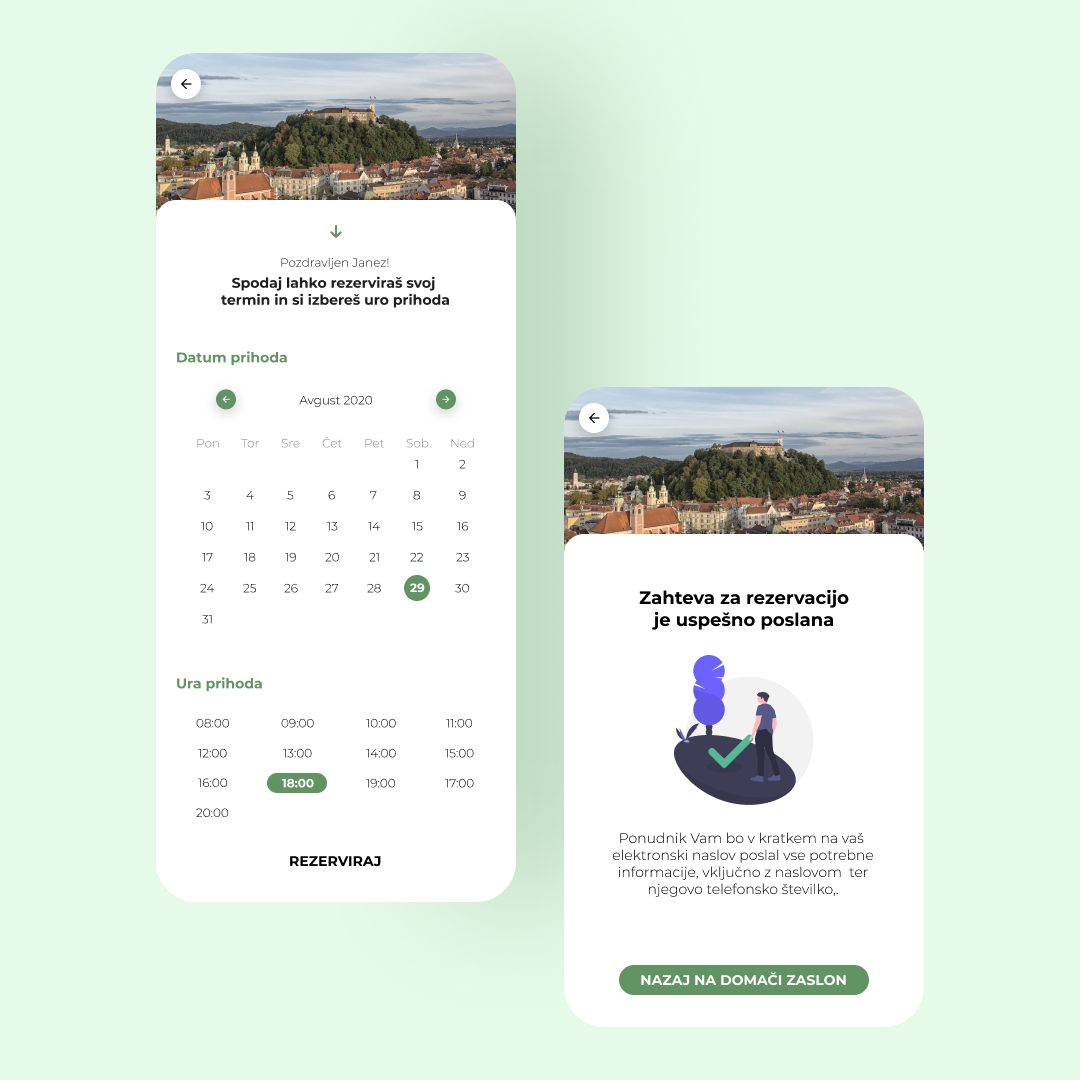 Pozdravljen Janez!
Spodaj lahko rezerviraš svoj
termin in si izbereš uro prihoda
Datum prihoda
Avgust 2020
Pon Tor Sre Čet Pet Sob Ned
1 2
3 4 5 6 7 8 9
10 11 12 13 14 15 16
17 18 19 20 21 22 23
24 25 26 27 28 29 30
31
Ura prihoda
08:00 09:00 10:00 11:00
12:00 13:00 14:00 15:00
16:00 18:00 19:00 17:00
20:00
REZERVIRAJ
Zahteva za rezervacijo
je uspešno poslana
Ponudnik Vam bo v kratkem na vaš
elektronski naslov poslal vse potrebne
informacije, vključno z naslovom  ter
njegovo telefonsko številko,.
NAZAJ NA DOMAČI ZASLON